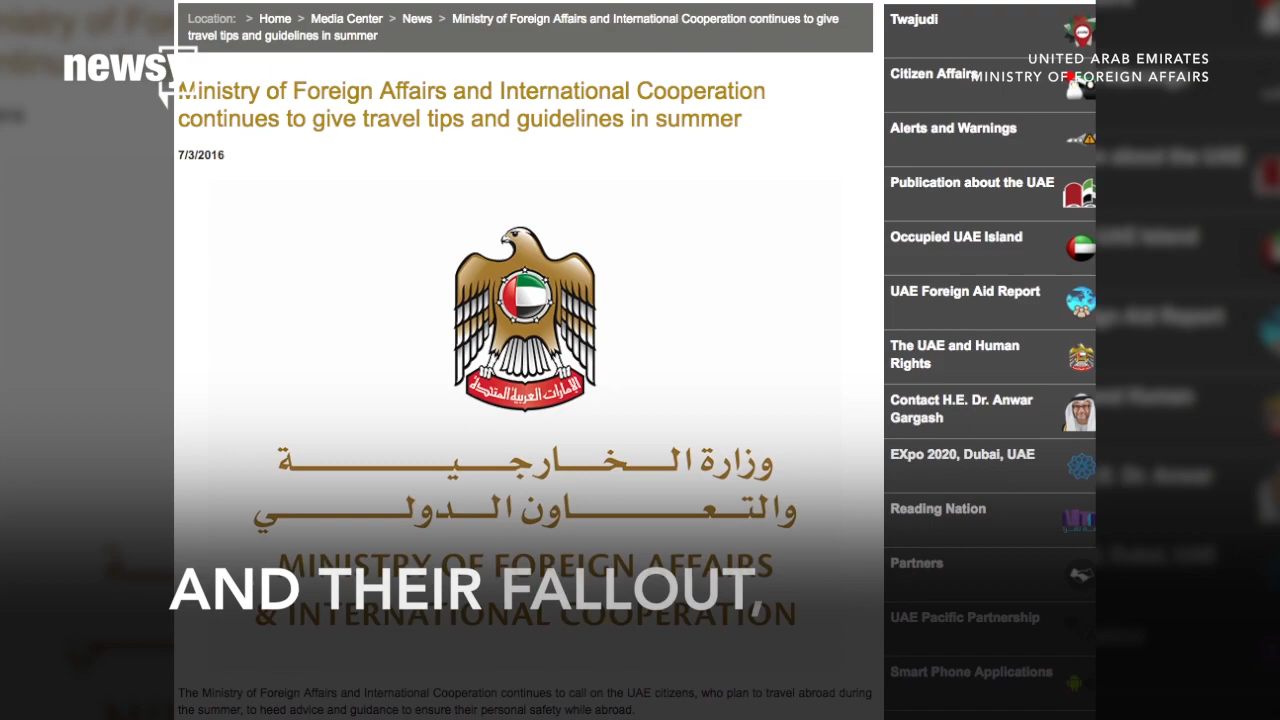 Location: > Home > Media Center > News > Ministry of Foreign Affairs and International Cooperation continues to give
travel tips and guidelines in summer
newsy
UNITED ARAB EMIRATES
MINISTRY OF FOREIGN AFFAIRS
Ministry of Foreign Affairs and International Cooperation
continues to give travel tips and guidelines in summer
7/3/2016
الإمارات العربية المتحدة
وزارة الخارجية
والتعاون الدولي
MINISTRY OF FOREIGN AFFAIRS
& INTERNATIONAL COOPERATION
AND THEIR FALLOUT,
The Ministry of Foreign Affairs and International Cooperation continues to call on the UAE citizens, who plan to travel abroad during
the summer, to heed advice and guidance to ensure their personal safety while abroad.
Twajudi
Citizen Affairs
Alerts and Warnings
Publication about the UAE
Occupied UAE Island
UAE Foreign Aid Report
The UAE and Human
Rights
Contact H.E. Dr. Anwar
Gargash
EXpo 2020, Dubai, UAE
Reading Nation
Partners
UAE Pacific Partnership
Smart Phone Applications